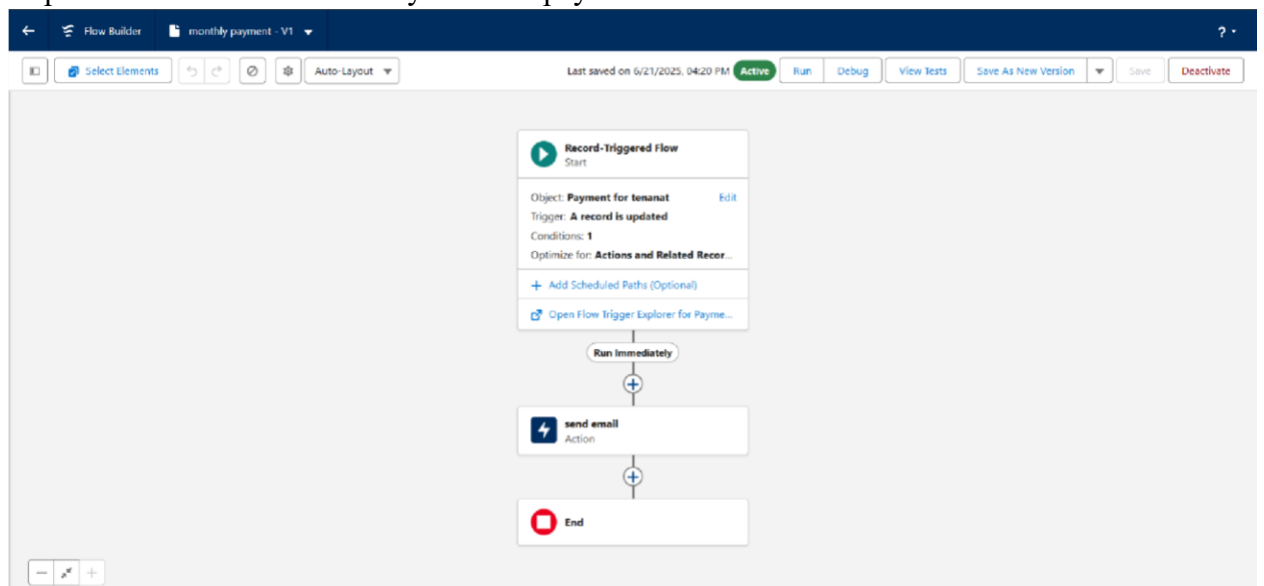 Flow Builder monthly payment - V1
?
Select Elements Auto-Layout Last saved on 6/21/2025, 04:20 PM Active Run Debug View Tests Save As New Version Save Deactivate
Record-Triggered Flow
Start
Object: Payment for tenanat Edit
Trigger: A record is updated
Conditions: 1
Optimize for: Actions and Related Recor...
+ Add Scheduled Paths (Optional)
Open Flow Trigger Explorer for Payme...
Run Immediately
send email
Action
End